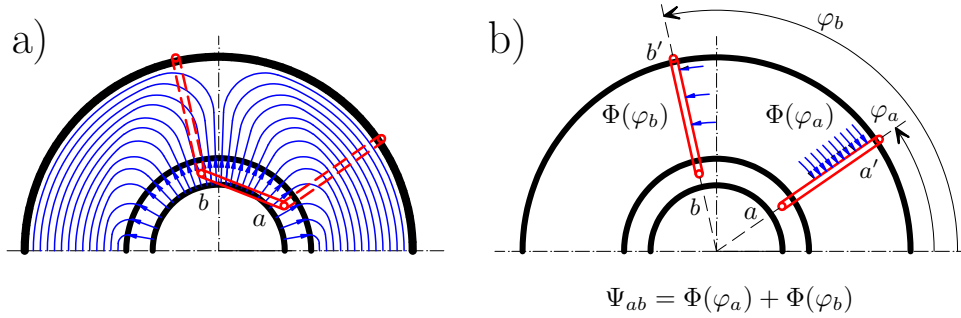 a)
b
a
b)
φ_b
b′
Φ(φ_b)
Φ(φ_a)
φ_a
a′
b
a
Ψ_ab = Φ(φ_a) + Φ(φ_b)